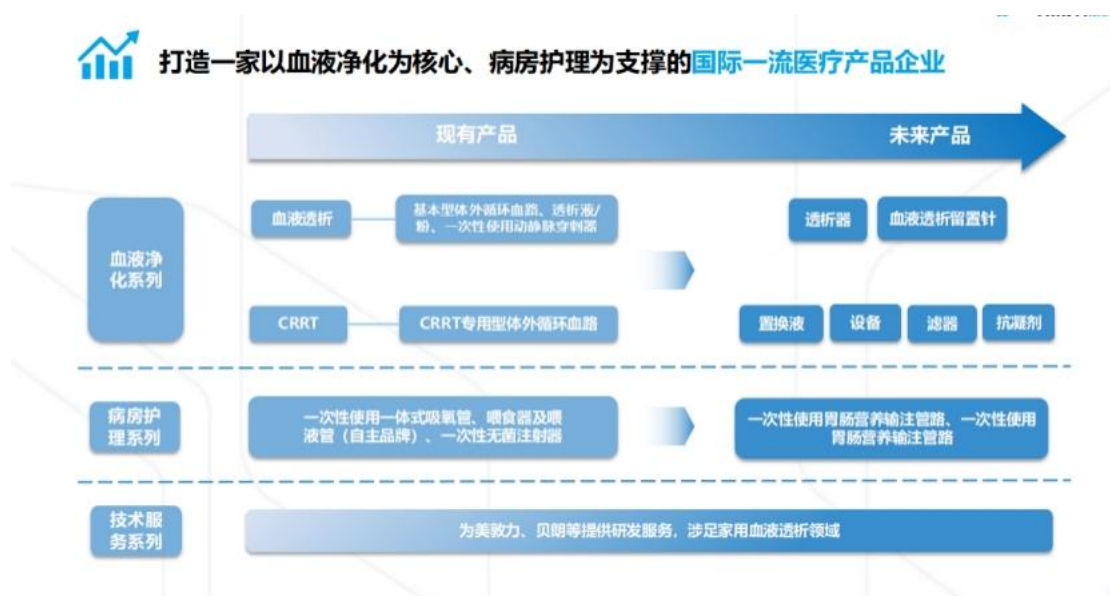 打造一家以血液净化为核心、病房护理为支撑的国际一流医疗产品企业
现有产品
未来产品
血液净
化系列
血液透析
基本型体外循环血路、透析液/
粉、一次性使用动静脉穿刺器
透析器
血液透析留置针
CRRT
CRRT专用型体外循环血路
置换液
设备
滤器
抗凝剂
病房护
理系列
一次性使用一体式吸氧管、喂食器及喂
液管（自主品牌）、一次性无菌注射器
一次性使用胃肠营养输注管路、一次性使用
胃肠营养输注管路
技术服
务系列
为美敦力、贝朗等提供研发服务，涉足家用血液透析领域